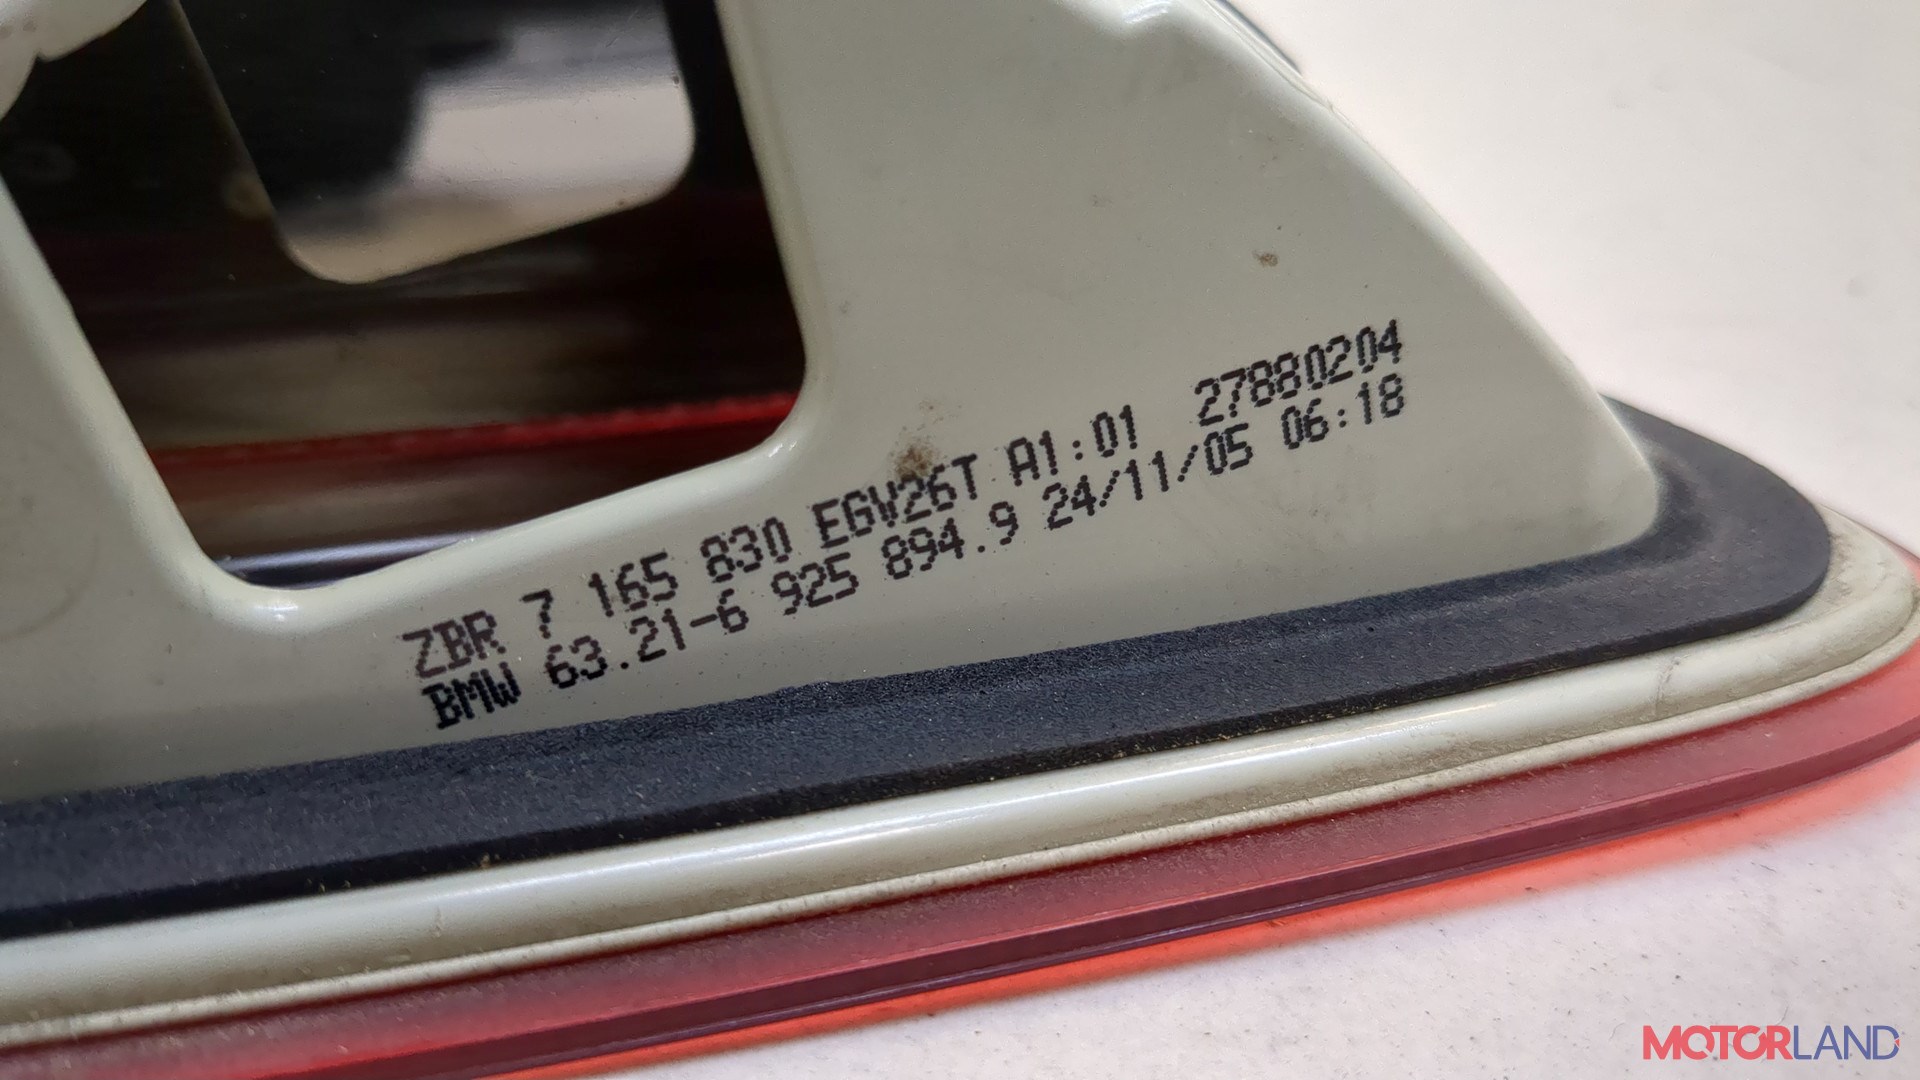 ZBR 7 165 830 EGV26T A1:01 27880204
BMW 63.21-6 925 894.9 24/11/05 06:18
MOTORLAND